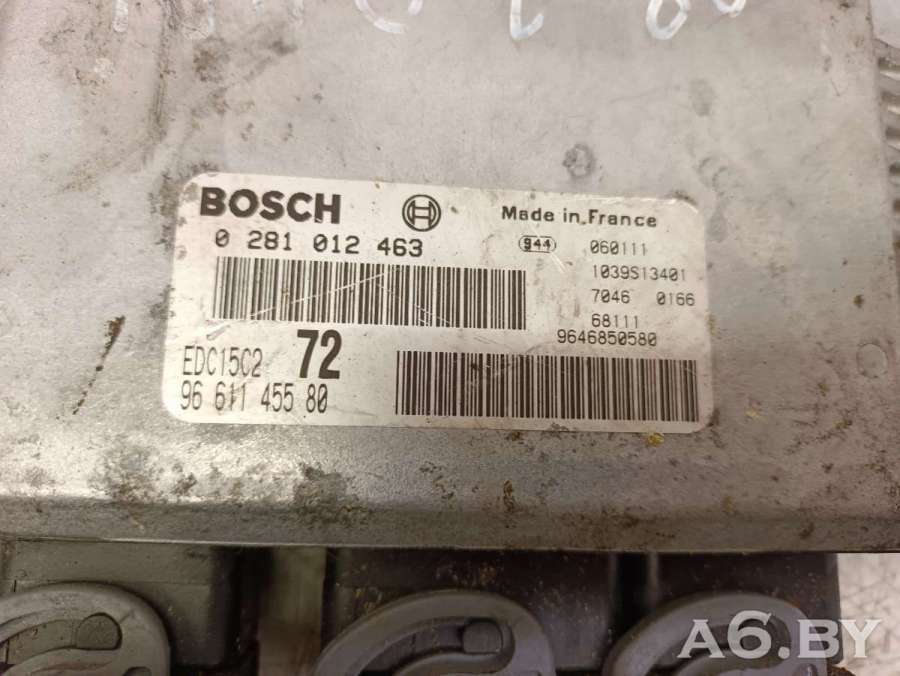 BOSCH
Made in France
0 281 012 463
944
060111
1039S13401
7046 0166
68111
9646850580
EDC15C2 72
96 611 455 80
A6.BY